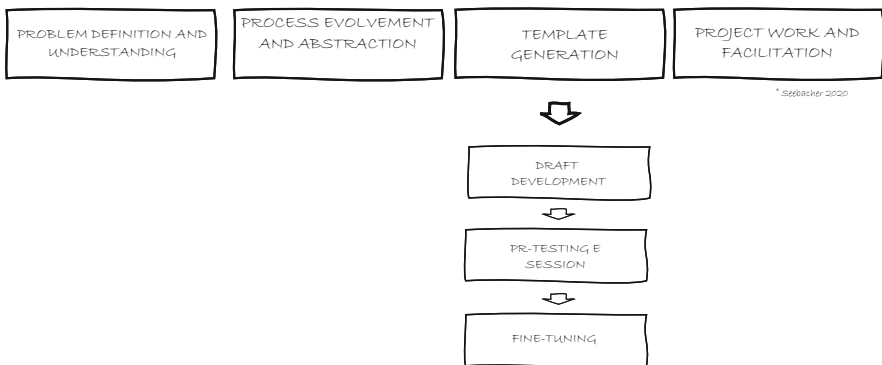 PROBLEM DEFINITION AND
UNDERSTANDING
PROCESS EVOLVEMENT
AND ABSTRACTION
TEMPLATE
GENERATION
PROJECT WORK AND
FACILITATION
* Seebacher 2020
DRAFT
DEVELOPMENT
PR-TESTING E
SESSION
FINE-TUNING